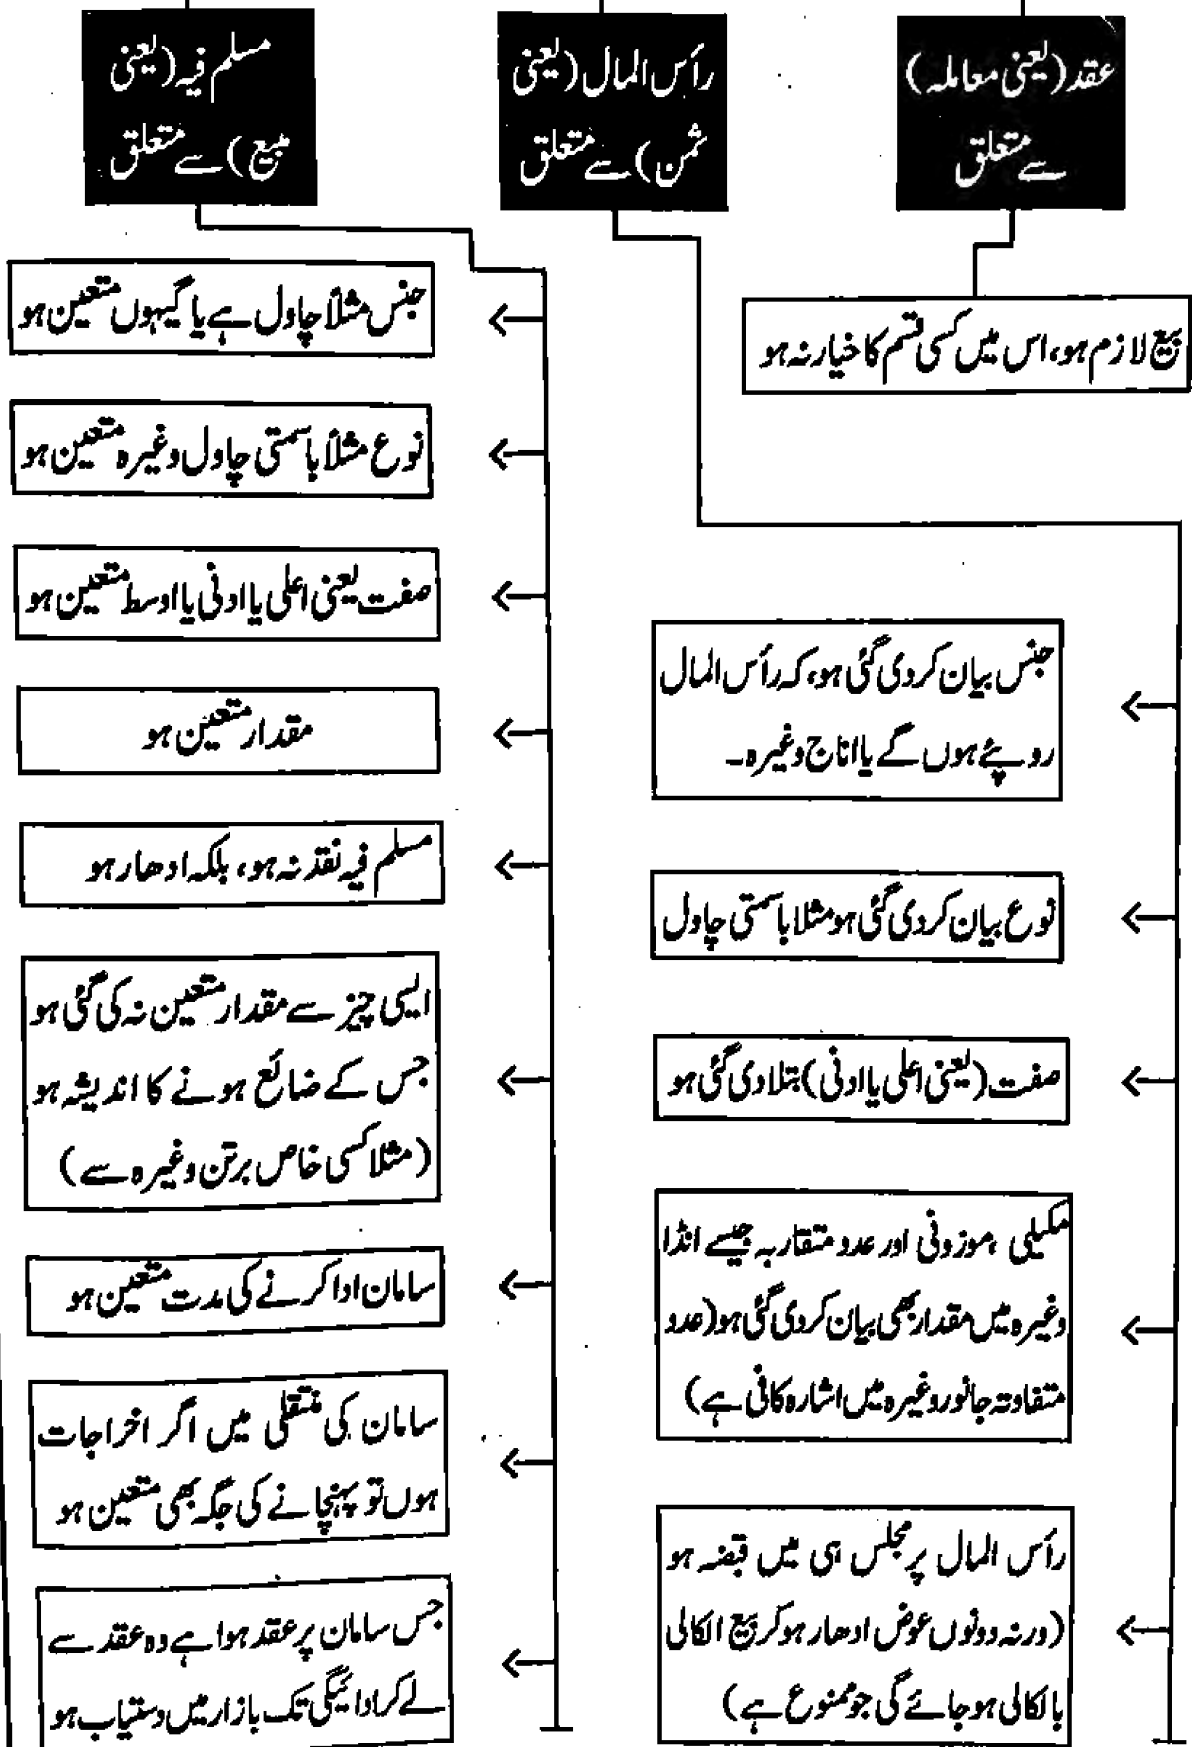 عقد (یعنی معاملہ)
سے متعلق
رأس المال (یعنی
ثمن) سے متعلق
مسلم فیہ (یعنی
مبیع) سے متعلق
بیع لازم ہو، اس میں کسی قسم کا خیار نہ ہو
جنس بیان کردی گئی ہو، کہ رأس المال
روپئے ہوں گے یا اناج وغیرہ۔
نوع بیان کردی گئی ہو مثلا باسمتی چاول
صفت (یعنی اعلی یا ادنی) بتلا دی گئی ہو
مکیلی، موزونی اور عدد متقاربہ جیسے انڈا
وغیرہ میں مقدار بھی بیان کردی گئی ہو (عدد
متفاوتہ جانور وغیرہ میں اشارہ کافی ہے)
رأس المال پر مجلس ہی میں قبضہ ہو
(ورنہ دونوں عوض ادھار ہوکر بیع الکالی
بالکالی ہو جائے گی جو ممنوع ہے)
جنس مثلاً چاول ہے یا گیہوں متعین ہو
نوع مثلاً باسمتی چاول وغیرہ متعین ہو
صفت یعنی اعلی یا ادنی یا اوسط متعین ہو
مقدار متعین ہو
مسلم فیہ نقد نہ ہو، بلکہ ادھار ہو
ایسی چیز سے مقدار متعین نہ کی گئی ہو
جس کے ضائع ہونے کا اندیشہ ہو
(مثلا کسی خاص برتن وغیرہ سے)
سامان ادا کرنے کی مدت متعین ہو
سامان کی منتقلی میں اگر اخراجات
ہوں تو پہنچانے کی جگہ بھی متعین ہو
جس سامان پر عقد ہوا ہے وہ عقد سے
لے کر ادائیگی تک بازار میں دستیاب ہو